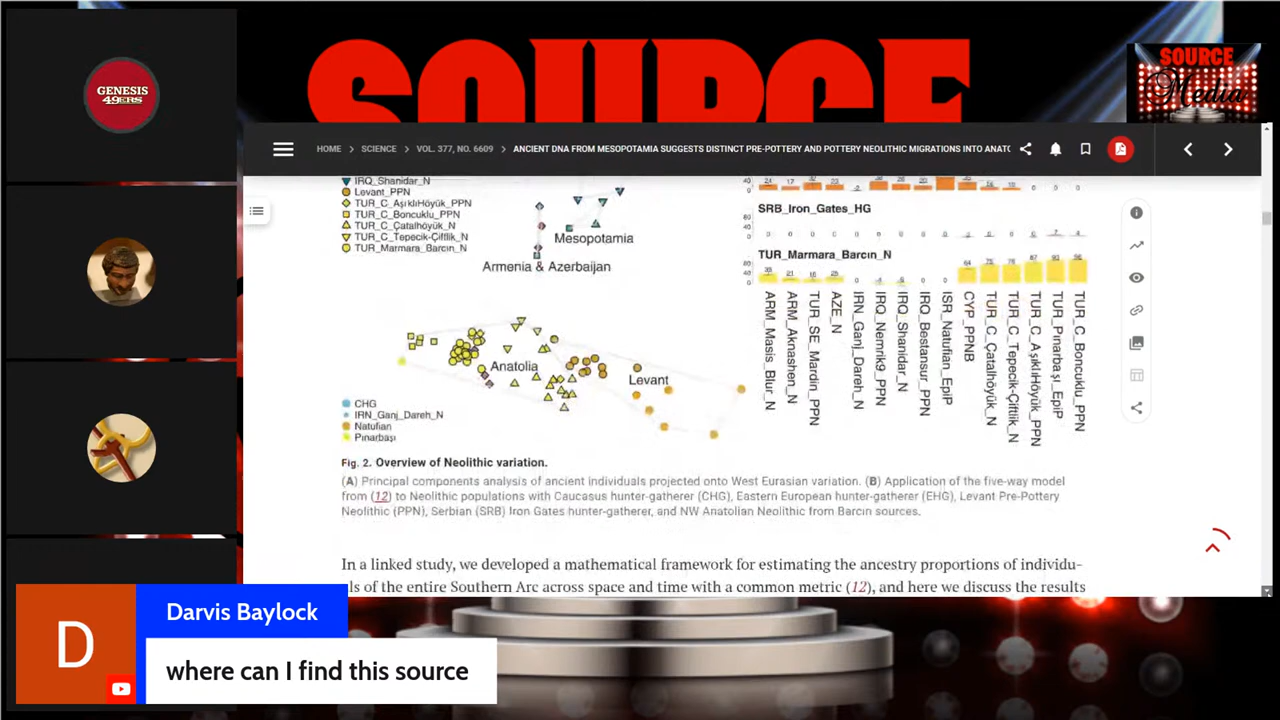 SOURCE
SOURCE
Media
GENESIS
49ERS
HOME > SCIENCE > VOL. 377, NO. 6609 > ANCIENT DNA FROM MESOPOTAMIA SUGGESTS DISTINCT PRE-POTTERY AND POTTERY NEOLITHIC MIGRATIONS INTO ANATO
IRQ_Shanidar_N
Levant_PPN
TUR_C_AşıklıHöyük_PPN
TUR_C_Boncuklu_PPN
TUR_C_Çatalhöyük_N
TUR_C_Tepecik-Çiftlik_N
TUR_Marmara_Barcın_N
Mesopotamia
Armenia & Azerbaijan
Anatolia
Levant
CHG
IRN_Ganj_Dareh_N
Natufian
Pınarbaşı
SRB_Iron_Gates_HG
TUR_Marmara_Barcın_N
ARM_Masis_Blur_N
ARM_Aknashen_N
TUR_SE_Mardin_PPN
AZE_N
IRN_Ganj_Dareh_N
IRQ_Nemrik9_PPN
IRQ_Shanidar_N
IRQ_Bestansur_PPN
ISR_Natufian_EpiP
CYP_PPNB
TUR_C_Çatalhöyük_N
TUR_C_Tepecik-Çiftlik_N
TUR_C_AşıklıHöyük_PPN
TUR_Pınarbaşı_EpiP
TUR_C_Boncuklu_PPN
Fig. 2. Overview of Neolithic variation.
(A) Principal components analysis of ancient individuals projected onto West Eurasian variation. (B) Application of the five-way model
from (12) to Neolithic populations with Caucasus hunter-gatherer (CHG), Eastern European hunter-gatherer (EHG), Levant Pre-Pottery
Neolithic (PPN), Serbian (SRB) Iron Gates hunter-gatherer, and NW Anatolian Neolithic from Barcın sources.
In a linked study, we developed a mathematical framework for estimating the ancestry proportions of individu-
ls of the entire Southern Arc across space and time with a common metric (12), and here we discuss the results
D
Darvis Baylock
where can I find this source